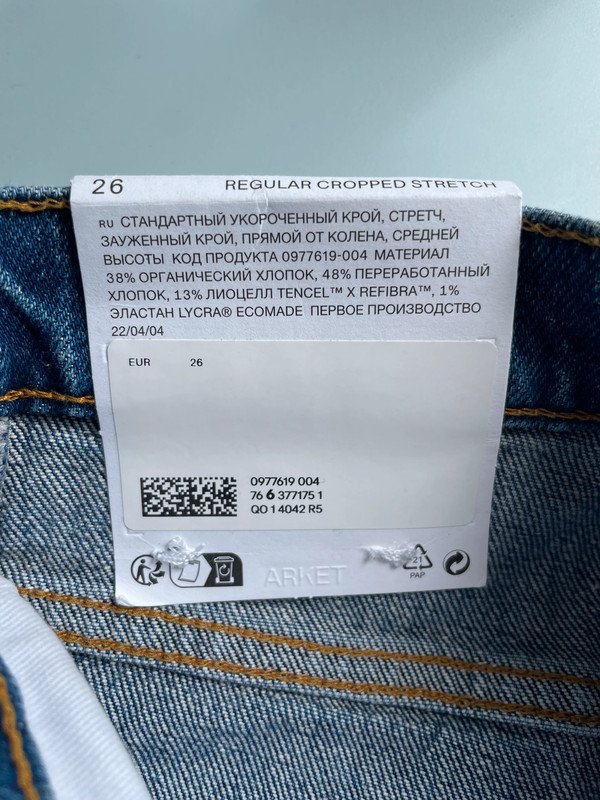 26 REGULAR CROPPED STRETCH
RU СТАНДАРТНЫЙ УКОРОЧЕННЫЙ КРОЙ, СТРЕТЧ,
ЗАУЖЕННЫЙ КРОЙ, ПРЯМОЙ ОТ КОЛЕНА, СРЕДНЕЙ
ВЫСОТЫ КОД ПРОДУКТА 0977619-004 МАТЕРИАЛ
38% ОРГАНИЧЕСКИЙ ХЛОПОК, 48% ПЕРЕРАБОТАННЫЙ
ХЛОПОК, 13% ЛИОЦЕЛЛ TENCEL™ X REFIBRA™, 1%
ЭЛАСТАН LYCRA® ECOMADE ПЕРВОЕ ПРОИЗВОДСТВО
22/04/04
EUR 26
0977619 004
76 6 377175 1
QO 1 4042 R5
ARKET
21
PAP